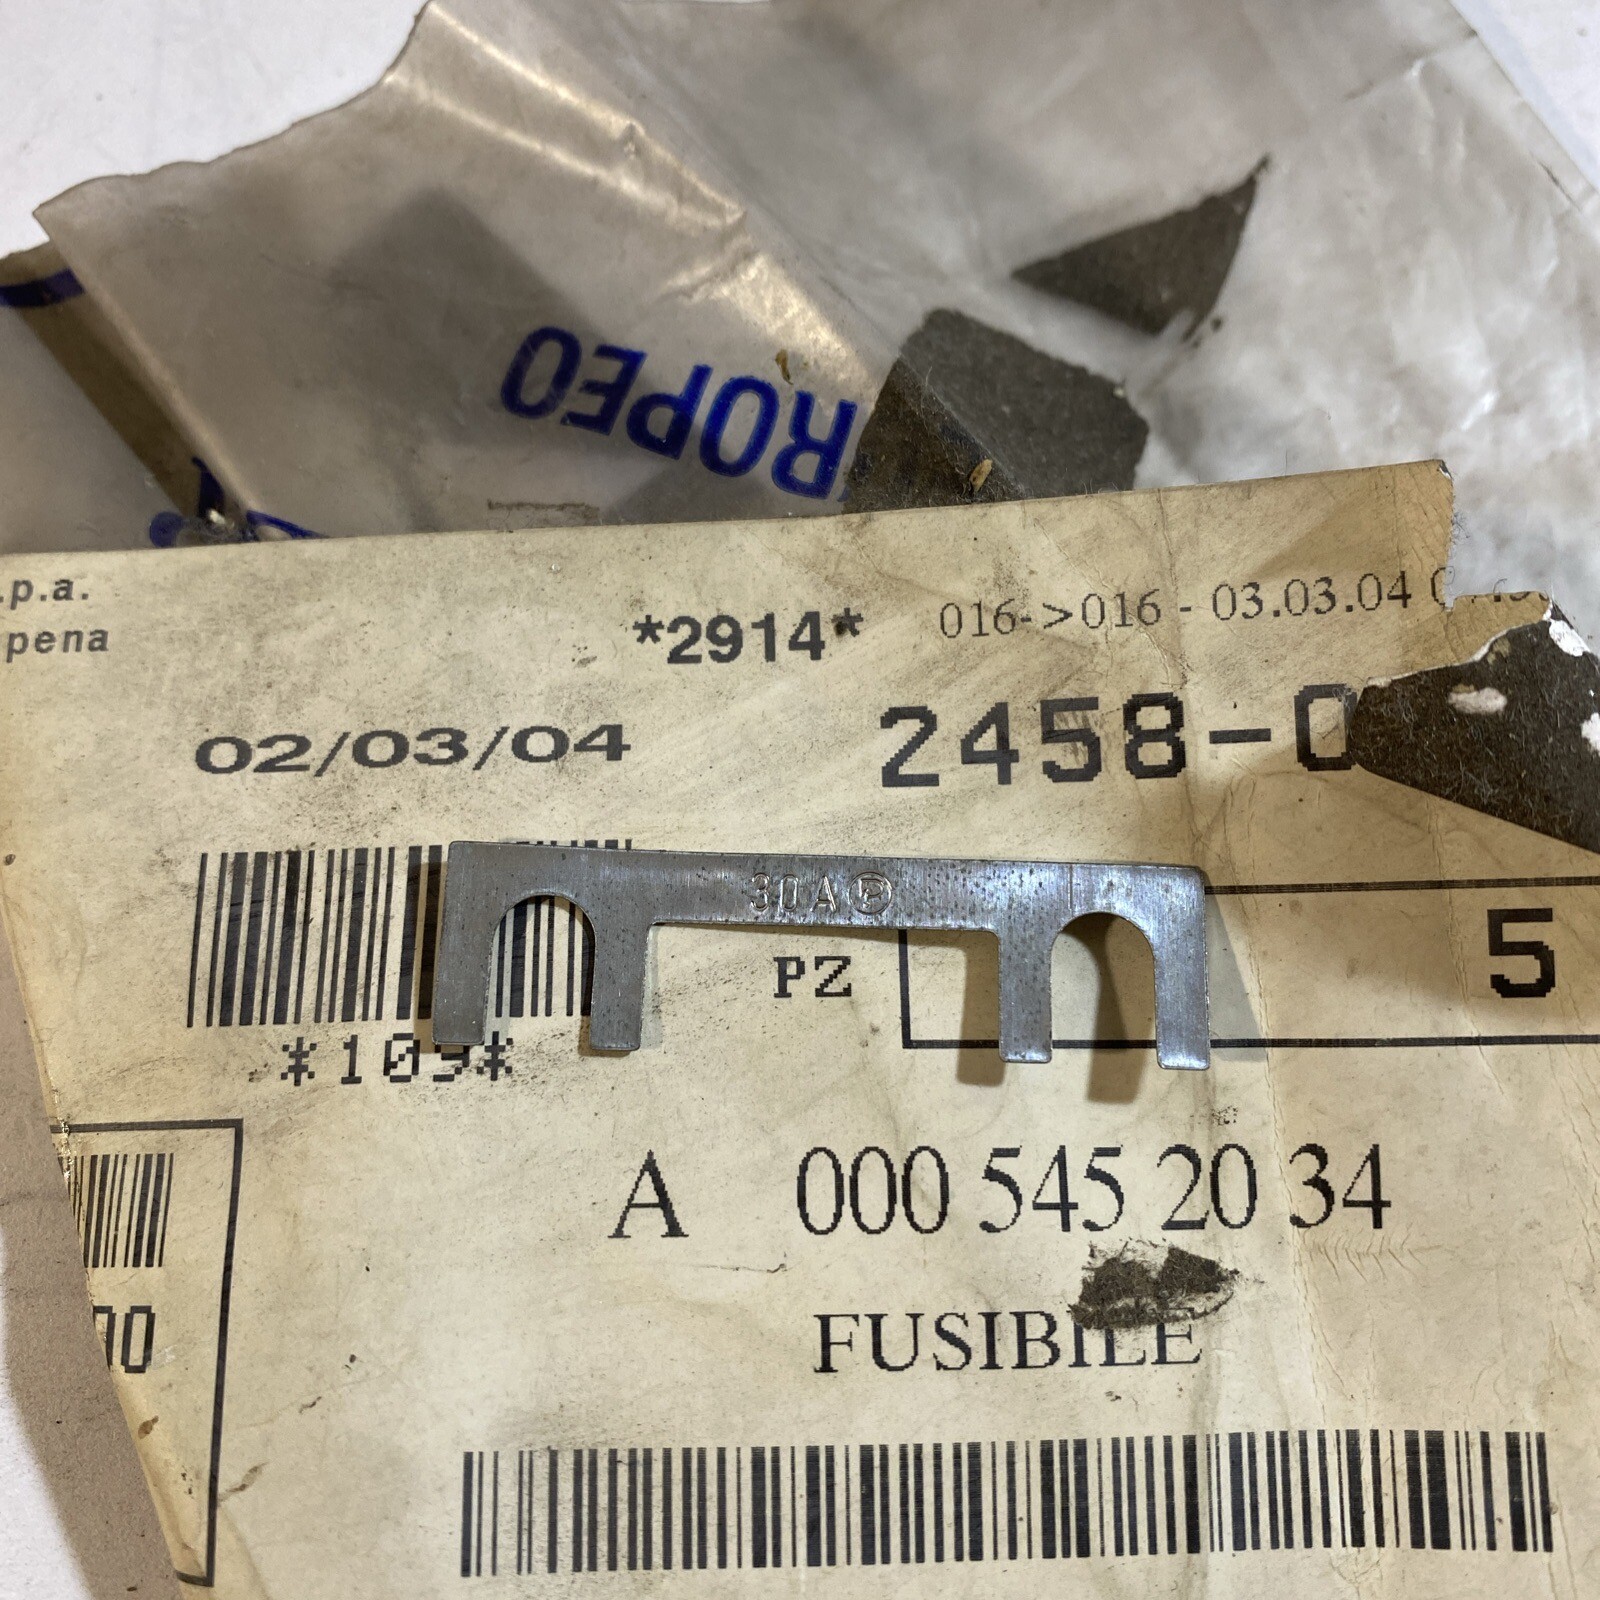 ROPEO
.p.a.
pena
*2914*
016->016 - 03.03.04
02/03/04
2458-0
30A P
PZ
5
*109*
A 000 545 20 34
00
FUSIBILE